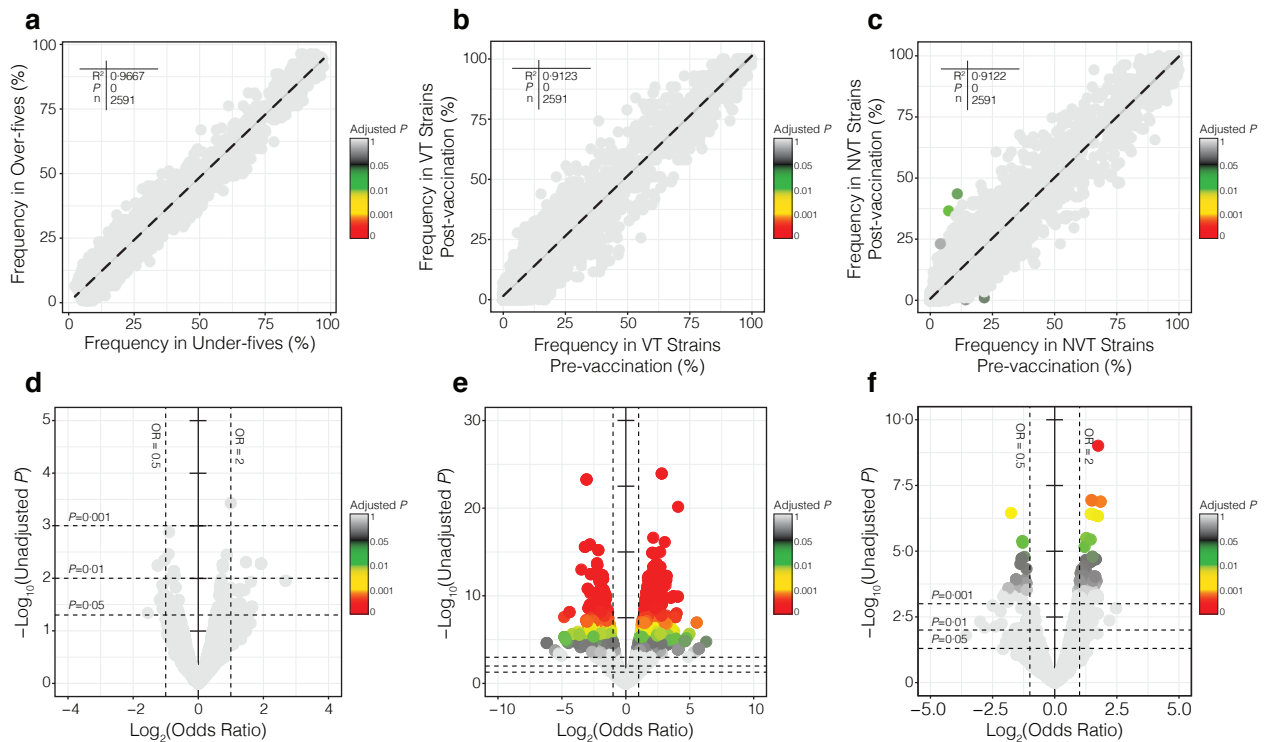 a
Frequency in Over-fives (%)
100
75
50
25
0
R² 0·9667
P 0
n 2591
0 25 50 75 100
Frequency in Under-fives (%)
Adjusted P
1
0.05
0.01
0.001
0
b
Frequency in VT Strains
Post-vaccination (%)
100
75
50
25
0
R² 0·9123
P 0
n 2591
0 25 50 75 100
Frequency in VT Strains
Pre-vaccination (%)
Adjusted P
1
0.05
0.01
0.001
0
c
Frequency in NVT Strains
Post-vaccination (%)
100
75
50
25
0
R² 0·9122
P 0
n 2591
0 25 50 75 100
Frequency in NVT Strains
Pre-vaccination (%)
Adjusted P
1
0.05
0.01
0.001
0
d
−Log₁₀(Unadjusted P)
5
4
3
2
1
0
OR = 0.5
OR = 2
P=0·001
P=0·01
P=0·05
−4 −2 0 2 4
Log₂(Odds Ratio)
Adjusted P
1
0.05
0.01
0.001
0
e
−Log₁₀(Unadjusted P)
30
20
10
0
−10 −5 0 5 10
Log₂(Odds Ratio)
Adjusted P
1
0.05
0.01
0.001
0
f
−Log₁₀(Unadjusted P)
10·0
7·5
5·0
2·5
0·0
OR = 0.5
OR = 2
P=0·001
P=0·01
P=0·05
−5.0 −2.5 0.0 2.5 5.0
Log₂(Odds Ratio)
Adjusted P
1
0.05
0.01
0.001
0